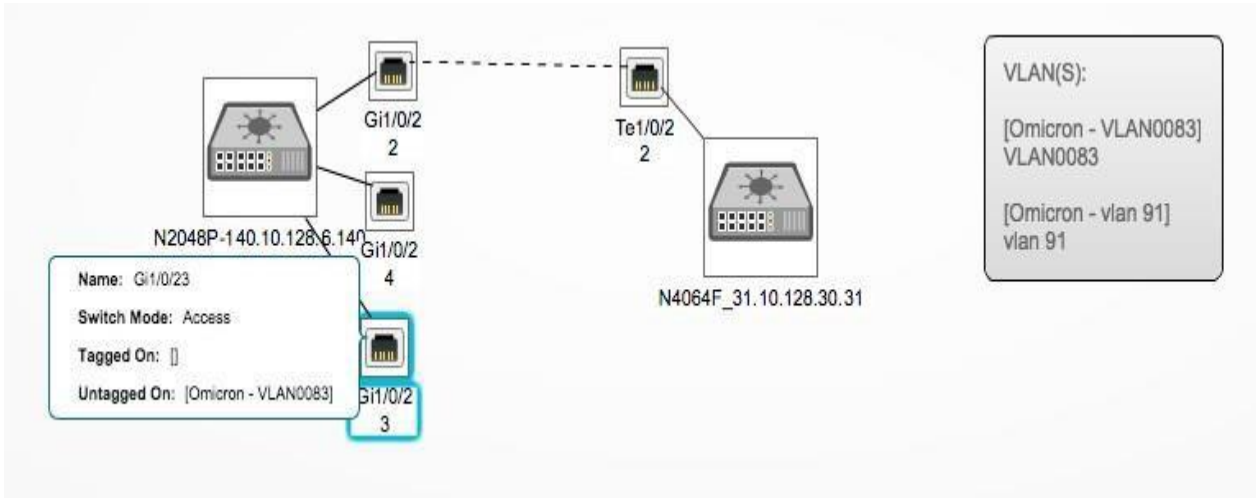 Gi1/0/2
2
Te1/0/2
2
VLAN(S):
[Omicron - VLAN0083]
VLAN0083
[Omicron - vlan 91]
vlan 91
N2048P-140.10.128.6.140
Gi1/0/2
4
N4064F_31.10.128.30.31
Name: Gi1/0/23
Switch Mode: Access
Tagged On: []
Untagged On: [Omicron - VLAN0083]
Gi1/0/2
3